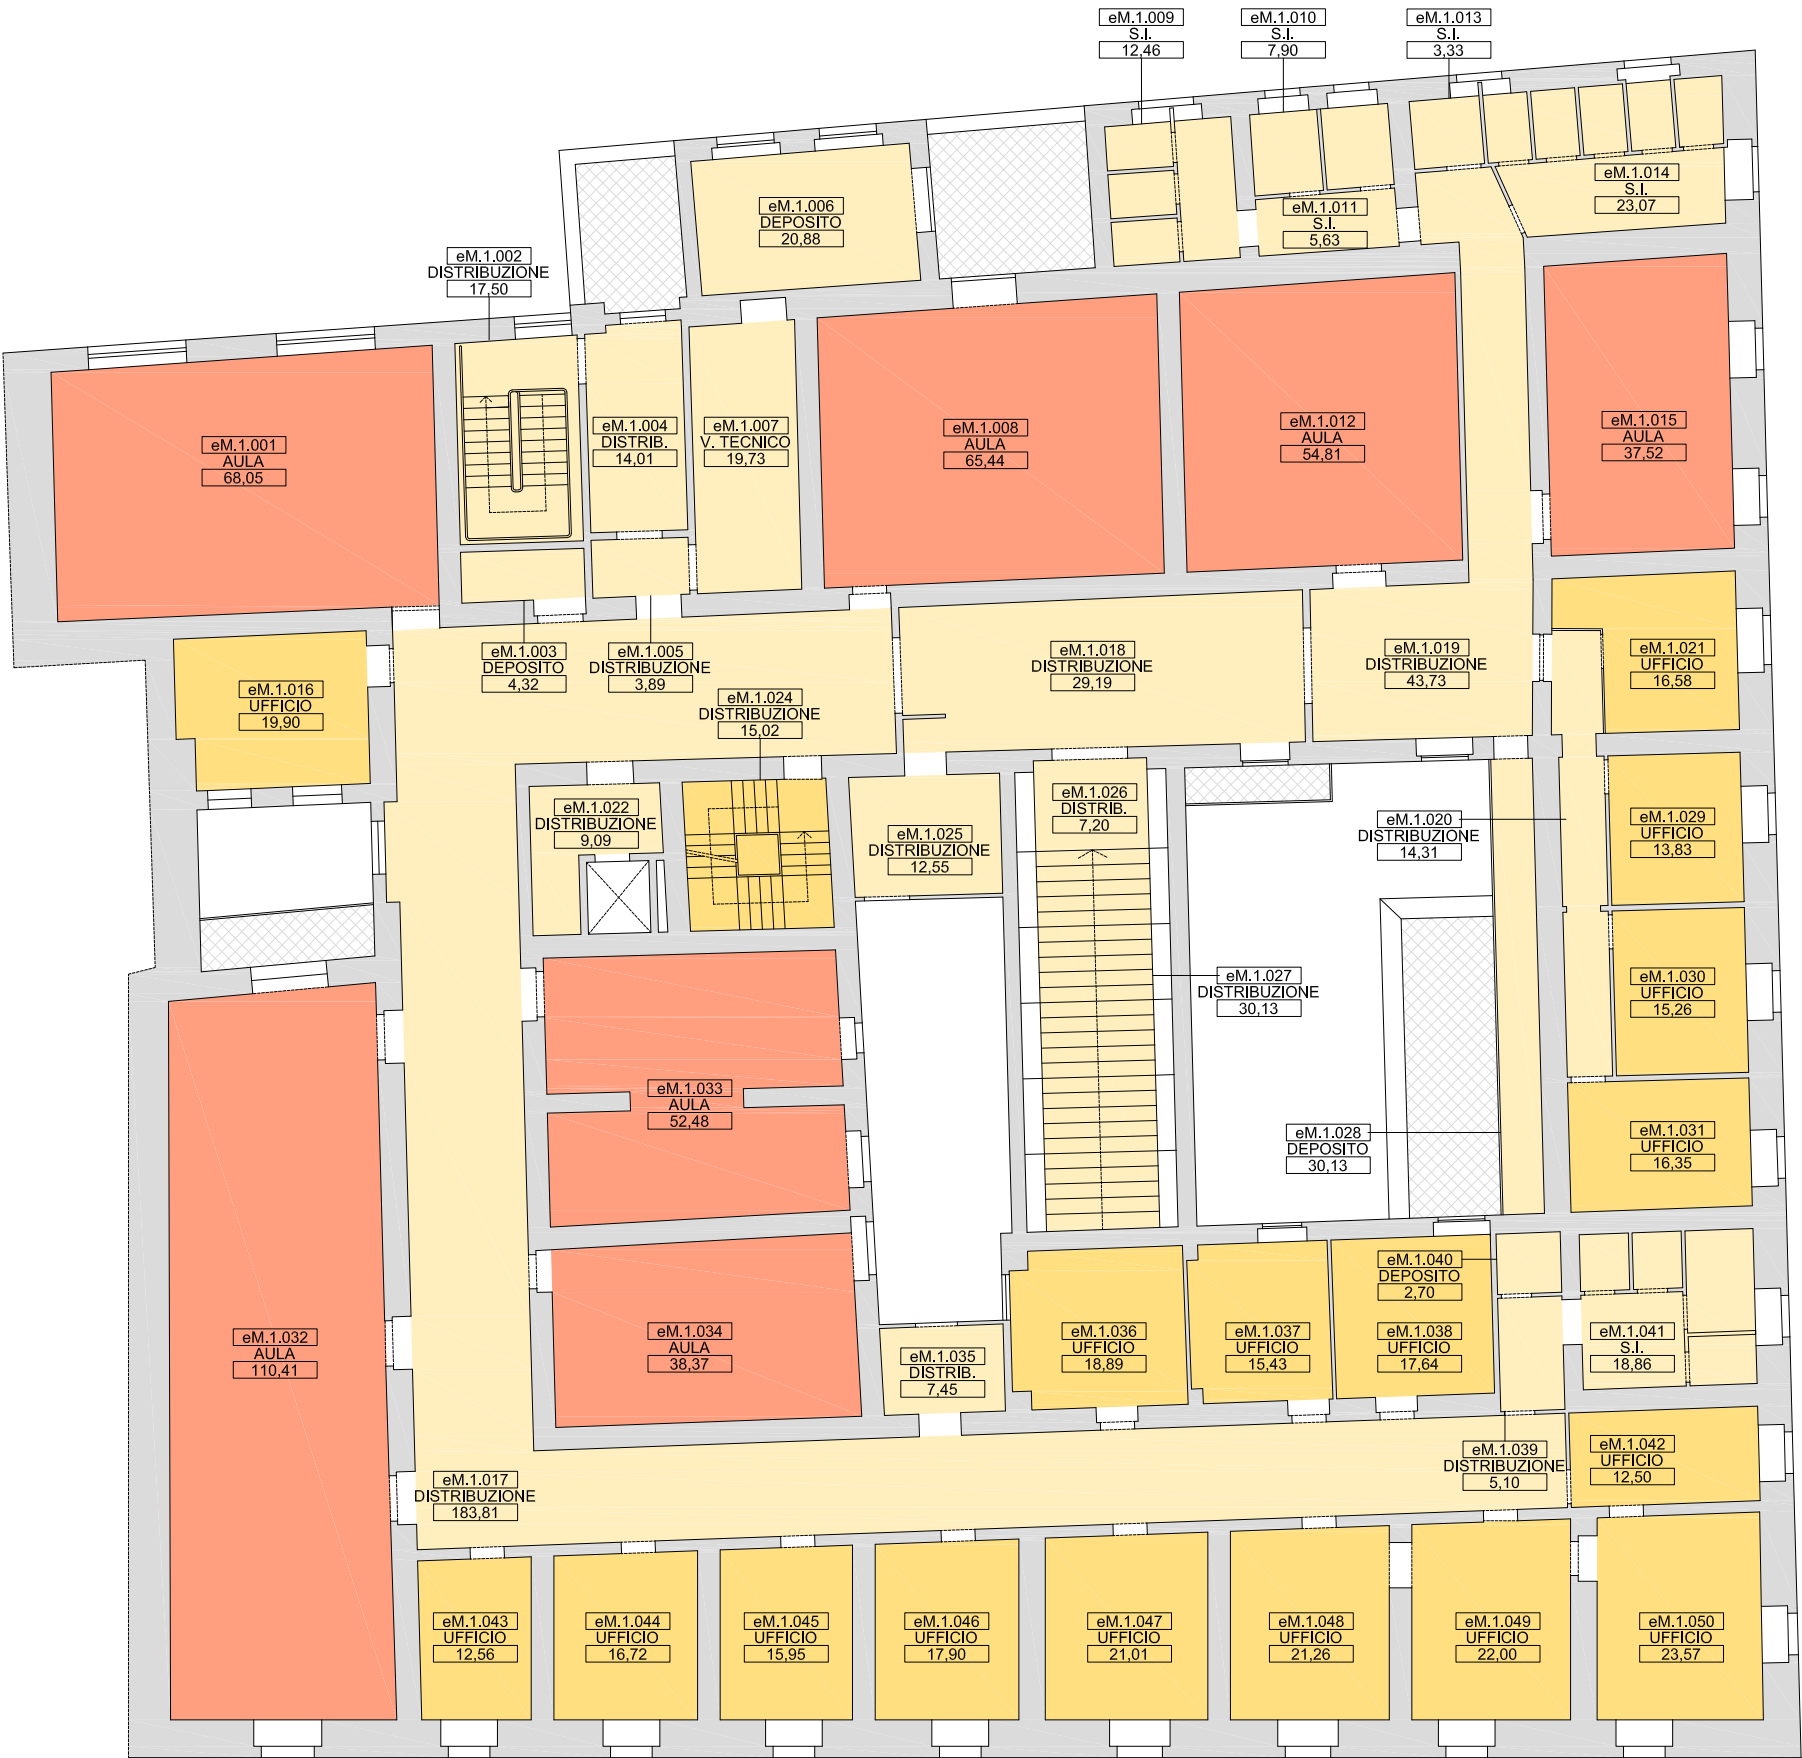 eM.1.009
S.I.
12,46
eM.1.010
S.I.
7,90
eM.1.013
S.I.
3,33
eM.1.014
S.I.
23,07
eM.1.006
DEPOSITO
20,88
eM.1.011
S.I.
5,63
eM.1.002
DISTRIBUZIONE
17,50
eM.1.001
AULA
68,05
eM.1.004
DISTRIB.
14,01
eM.1.007
V. TECNICO
19,73
eM.1.008
AULA
65,44
eM.1.012
AULA
54,81
eM.1.015
AULA
37,52
eM.1.003
DEPOSITO
4,32
eM.1.005
DISTRIBUZIONE
3,89
eM.1.018
DISTRIBUZIONE
29,19
eM.1.019
DISTRIBUZIONE
43,73
eM.1.021
UFFICIO
16,58
eM.1.016
UFFICIO
19,90
eM.1.024
DISTRIBUZIONE
15,02
eM.1.022
DISTRIBUZIONE
9,09
eM.1.025
DISTRIBUZIONE
12,55
eM.1.026
DISTRIB.
7,20
eM.1.020
DISTRIBUZIONE
14,31
eM.1.029
UFFICIO
13,83
eM.1.027
DISTRIBUZIONE
30,13
eM.1.030
UFFICIO
15,26
eM.1.033
AULA
52,48
eM.1.028
DEPOSITO
30,13
eM.1.031
UFFICIO
16,35
eM.1.040
DEPOSITO
2,70
eM.1.032
AULA
110,41
eM.1.034
AULA
38,37
eM.1.035
DISTRIB.
7,45
eM.1.036
UFFICIO
18,89
eM.1.037
UFFICIO
15,43
eM.1.038
UFFICIO
17,64
eM.1.041
S.I.
18,86
eM.1.017
DISTRIBUZIONE
183,81
eM.1.039
DISTRIBUZIONE
5,10
eM.1.042
UFFICIO
12,50
eM.1.043
UFFICIO
12,56
eM.1.044
UFFICIO
16,72
eM.1.045
UFFICIO
15,95
eM.1.046
UFFICIO
17,90
eM.1.047
UFFICIO
21,01
eM.1.048
UFFICIO
21,26
eM.1.049
UFFICIO
22,00
eM.1.050
UFFICIO
23,57